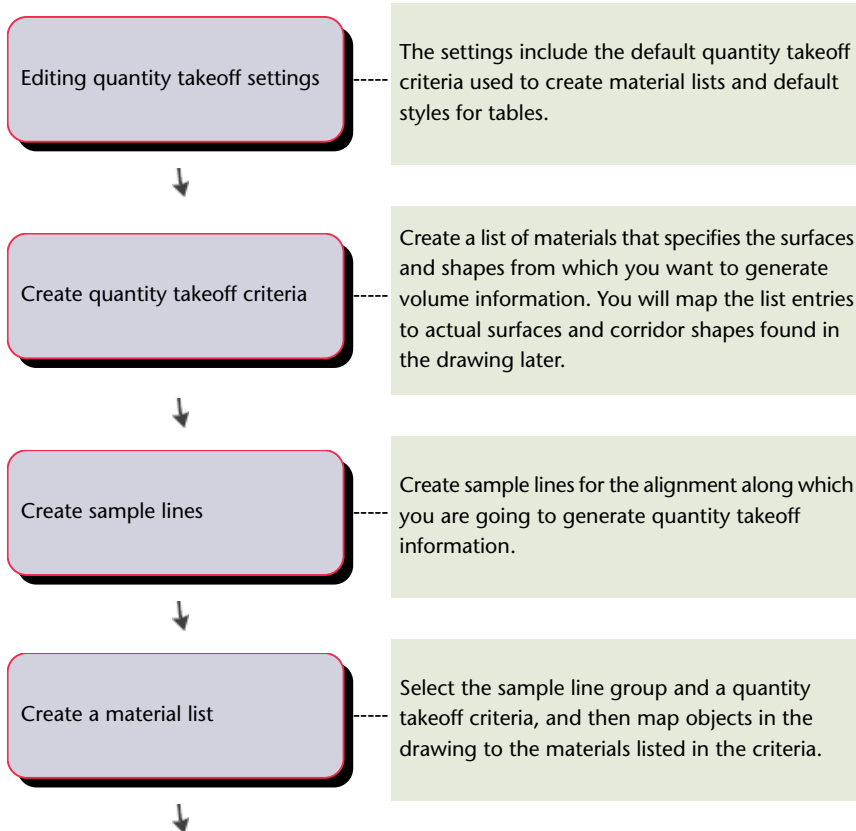 Editing quantity takeoff settings
The settings include the default quantity takeoff
criteria used to create material lists and default
styles for tables.
Create quantity takeoff criteria
Create a list of materials that specifies the surfaces
and shapes from which you want to generate
volume information. You will map the list entries
to actual surfaces and corridor shapes found in
the drawing later.
Create sample lines
Create sample lines for the alignment along which
you are going to generate quantity takeoff
information.
Create a material list
Select the sample line group and a quantity
takeoff criteria, and then map objects in the
drawing to the materials listed in the criteria.